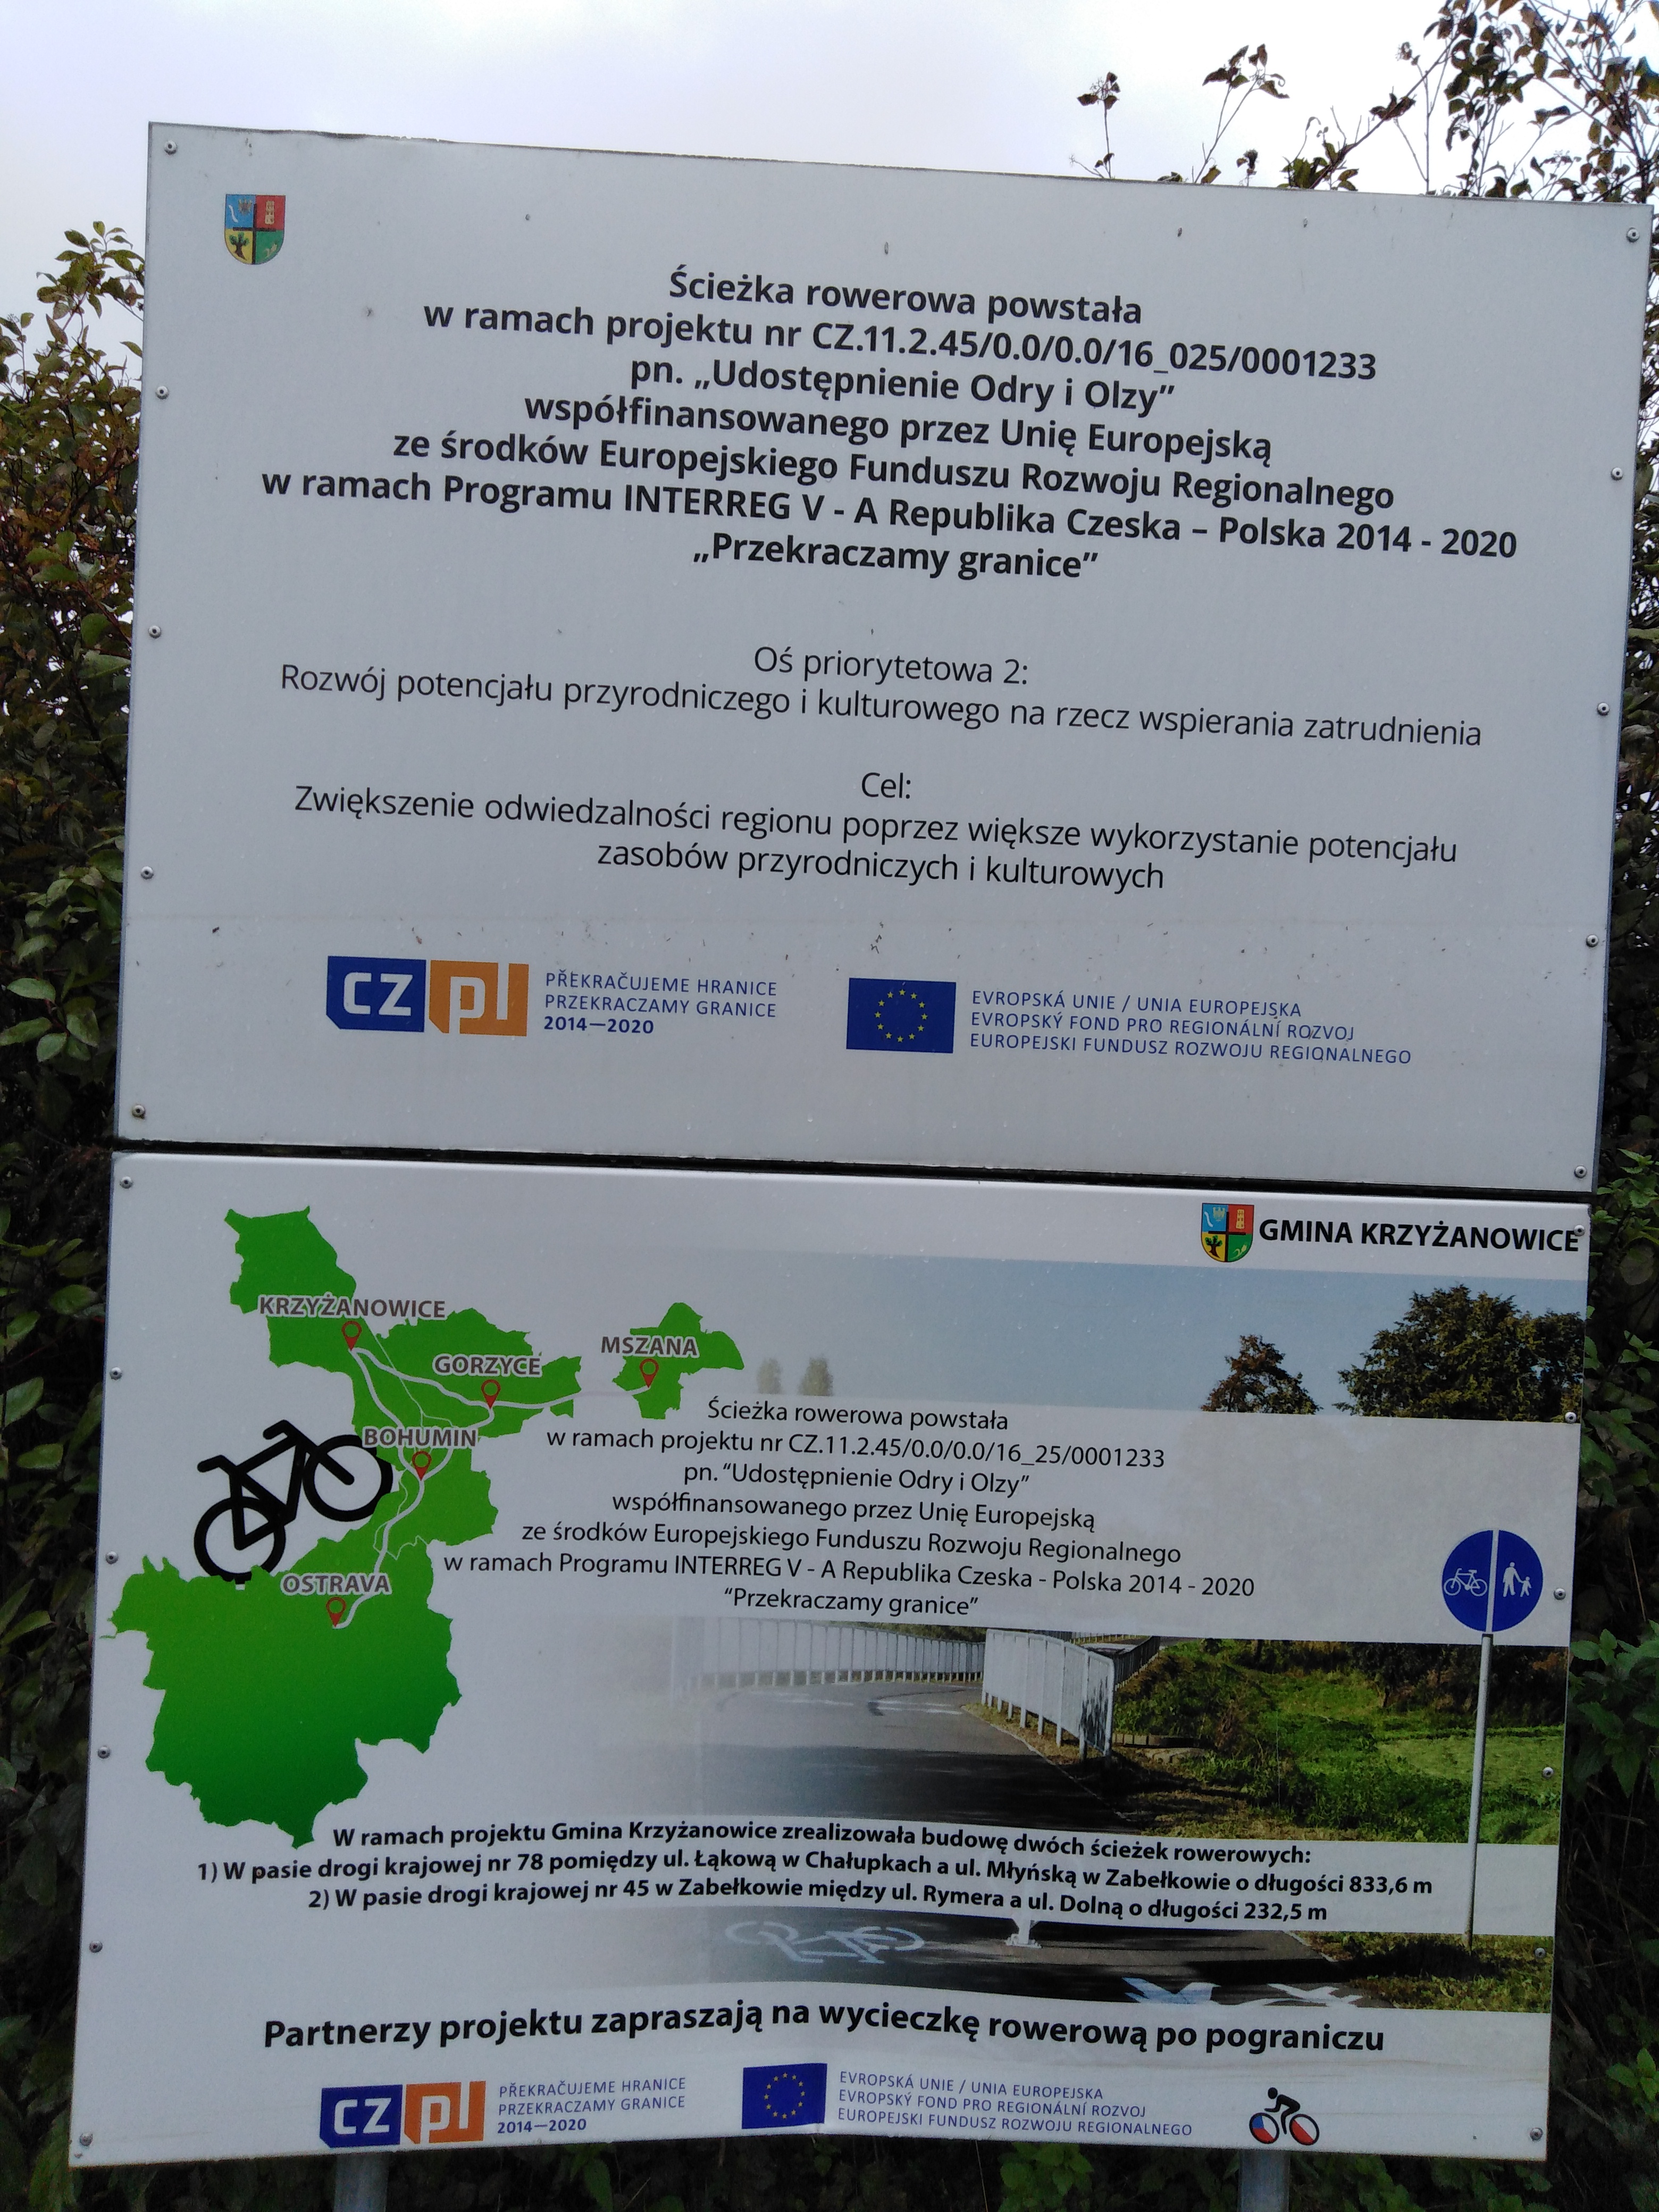 Ścieżka rowerowa powstała
w ramach projektu nr CZ.11.2.45/0.0/0.0/16_025/0001233
pn. „Udostępnienie Odry i Olzy”
współfinansowanego przez Unię Europejską
ze środków Europejskiego Funduszu Rozwoju Regionalnego
w ramach Programu INTERREG V - A Republika Czeska – Polska 2014 - 2020
„Przekraczamy granice”
Oś priorytetowa 2:
Rozwój potencjału przyrodniczego i kulturowego na rzecz wspierania zatrudnienia
Cel:
Zwiększenie odwiedzalności regionu poprzez większe wykorzystanie potencjału
zasobów przyrodniczych i kulturowych
CZ pl
PŘEKRAČUJEME HRANICE
PRZEKRACZAMY GRANICE
2014—2020
EVROPSKÁ UNIE / UNIA EUROPEJSKA
EVROPSKÝ FOND PRO REGIONÁLNÍ ROZVOJ
EUROPEJSKI FUNDUSZ ROZWOJU REGIONALNEGO
GMINA KRZYŻANOWICE
KRZYŻANOWICE
GORZYCE
MSZANA
BOHUMIN
OSTRAVA
Ścieżka rowerowa powstała
w ramach projektu nr CZ.11.2.45/0.0/0.0/16_25/0001233
pn. “Udostępnienie Odry i Olzy”
współfinansowanego przez Unię Europejską
ze środków Europejskiego Funduszu Rozwoju Regionalnego
w ramach Programu INTERREG V - A Republika Czeska - Polska 2014 - 2020
“Przekraczamy granice”
W ramach projektu Gmina Krzyżanowice zrealizowała budowę dwóch ścieżek rowerowych:
1) W pasie drogi krajowej nr 78 pomiędzy ul. Łąkową w Chałupkach a ul. Młyńską w Zabełkowie o długości 833,6 m
2) W pasie drogi krajowej nr 45 w Zabełkowie między ul. Rymera a ul. Dolną o długości 232,5 m
Partnerzy projektu zapraszają na wycieczkę rowerową po pograniczu
CZ pl
PŘEKRAČUJEME HRANICE
PRZEKRACZAMY GRANICE
2014—2020
EVROPSKÁ UNIE / UNIA EUROPEJSKA
EVROPSKÝ FOND PRO REGIONÁLNÍ ROZVOJ
EUROPEJSKI FUNDUSZ ROZWOJU REGIONALNEGO